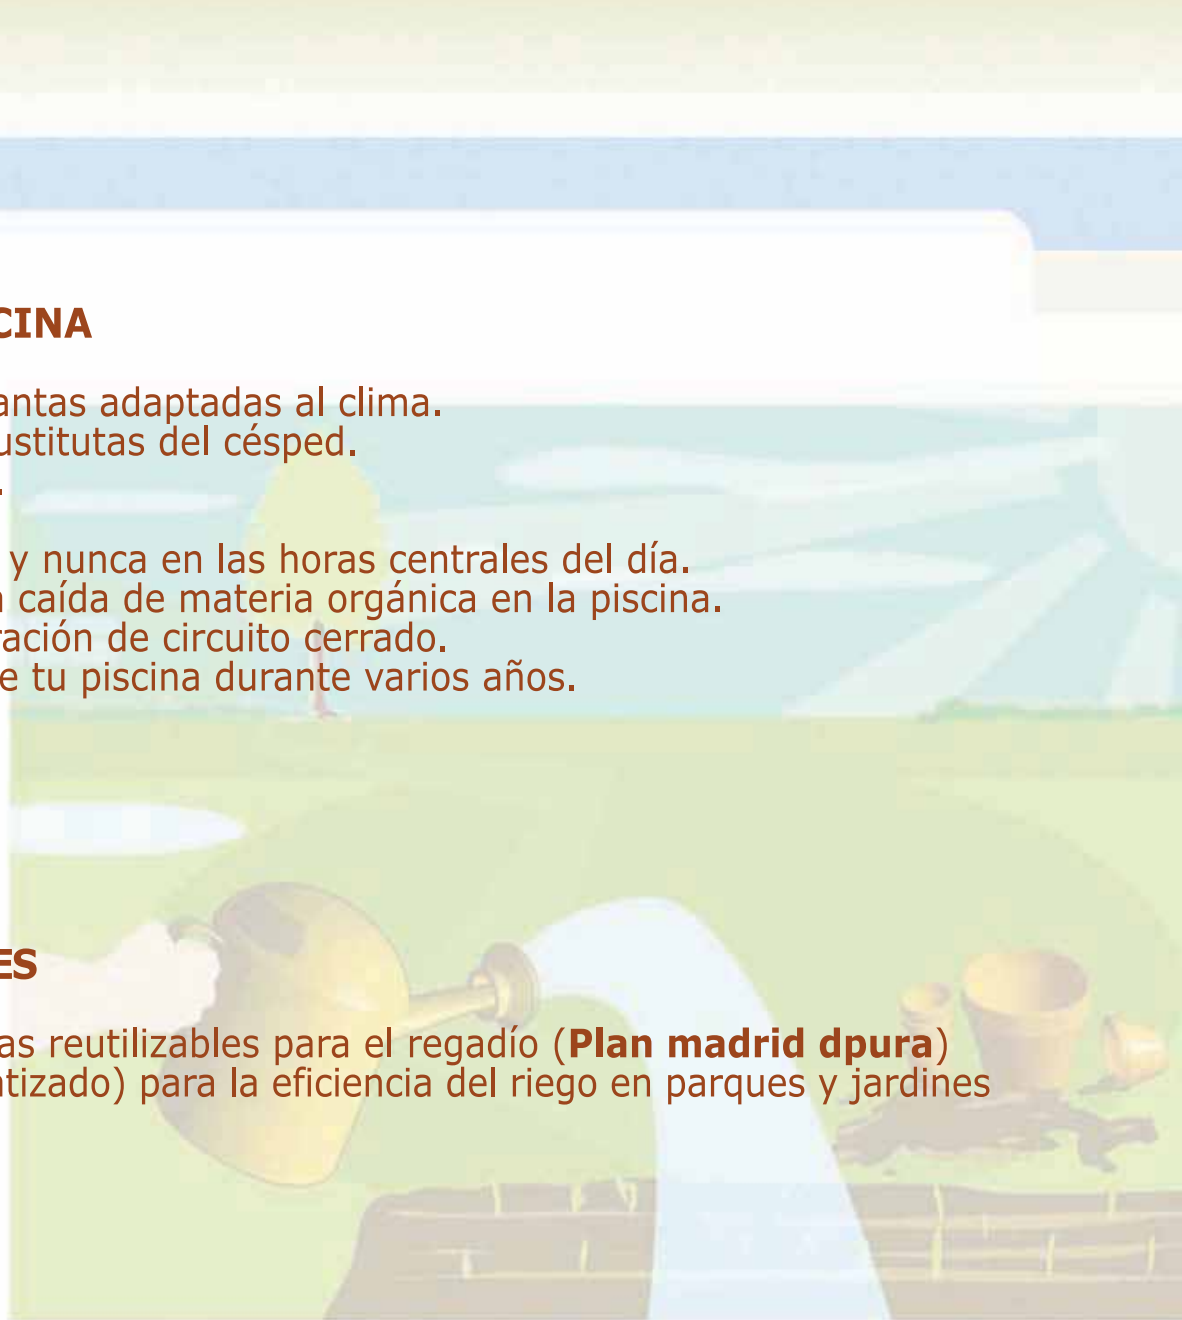 CINA
antas adaptadas al clima.
ustitutas del césped.
.
y nunca en las horas centrales del día.
a caída de materia orgánica en la piscina.
ración de circuito cerrado.
e tu piscina durante varios años.
ES
as reutilizables para el regadío (Plan madrid dpura)
atizado) para la eficiencia del riego en parques y jardines